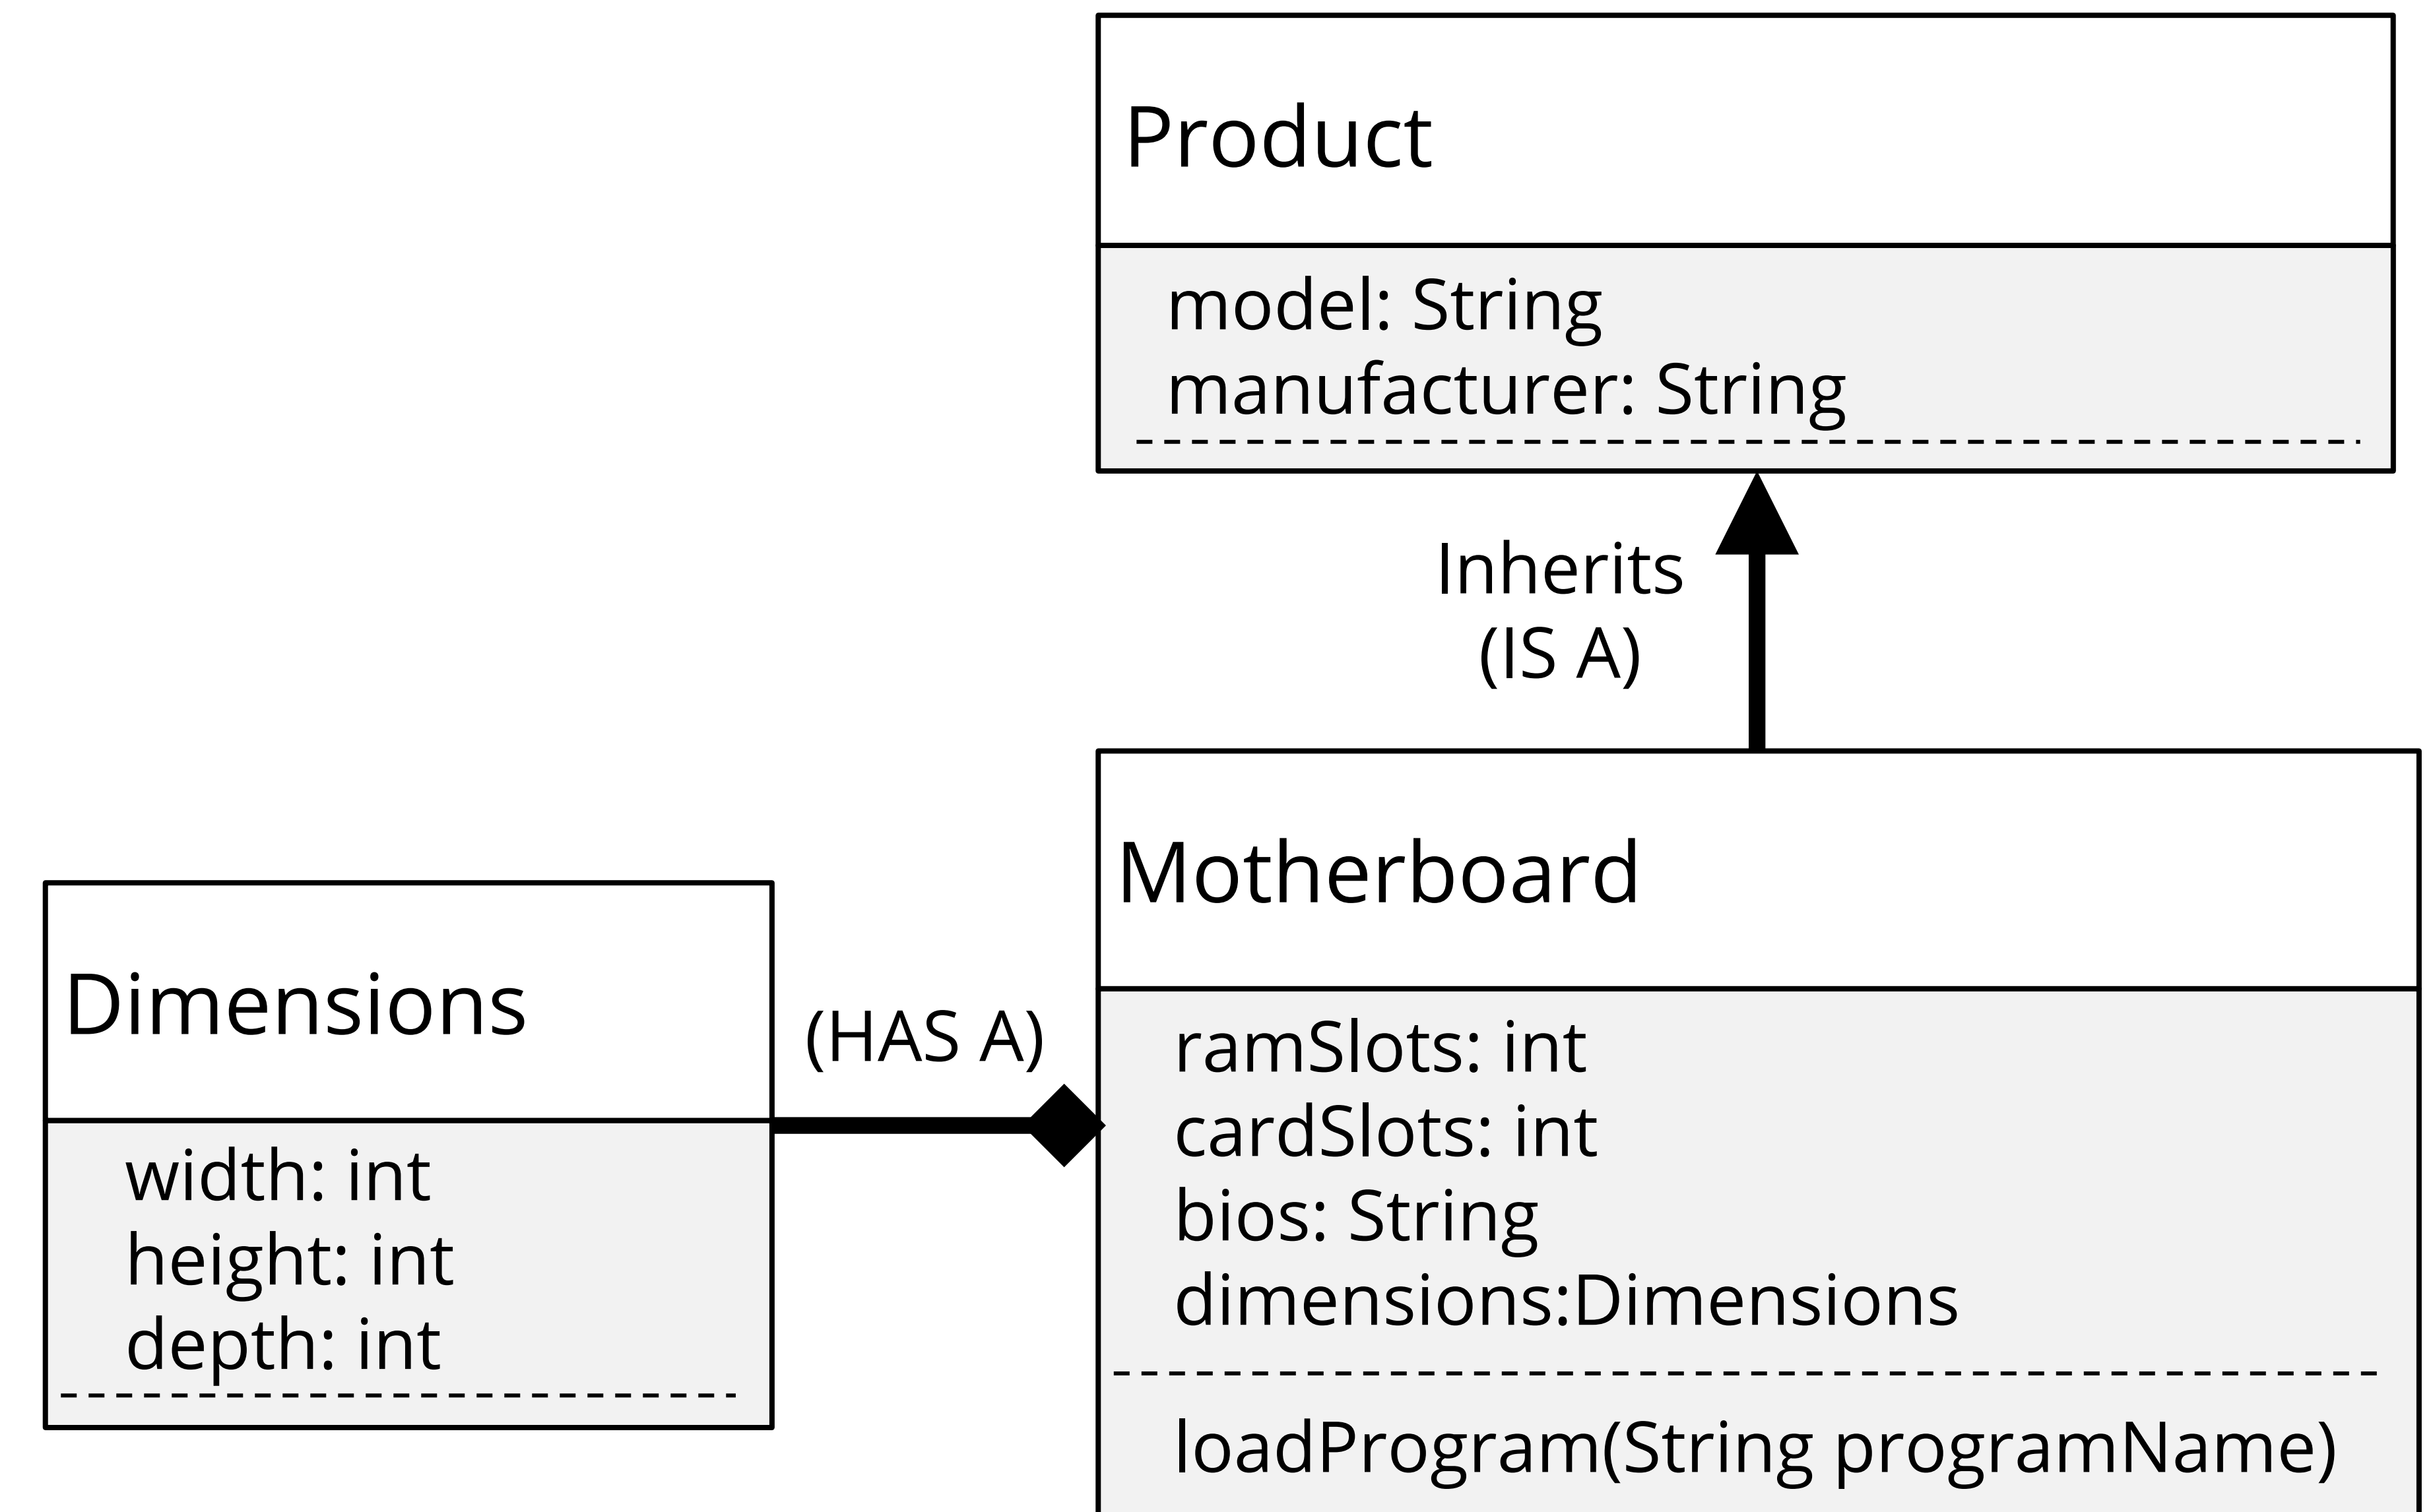 Product
model: String
manufacturer: String
Inherits
(IS A)
Motherboard
ramSlots: int
cardSlots: int
bios: String
dimensions:Dimensions
loadProgram(String programName)
(HAS A)
Dimensions
width: int
height: int
depth: int